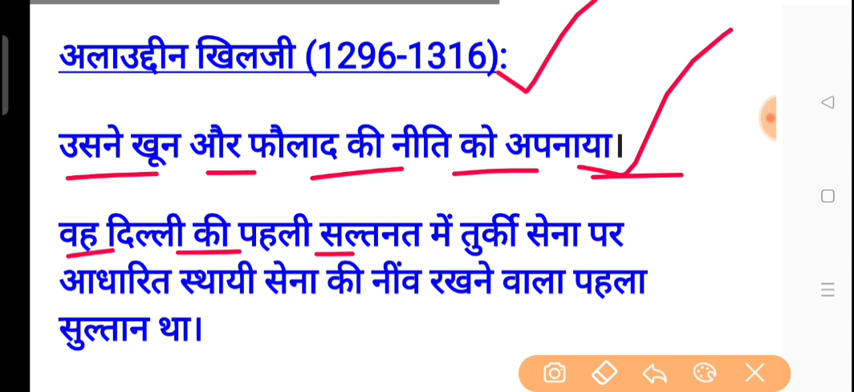 अलाउद्दीन खिलजी (1296-1316):
उसने खून और फौलाद की नीति को अपनाया।
वह दिल्ली की पहली सल्तनत में तुर्की सेना पर
आधारित स्थायी सेना की नींव रखने वाला पहला
सुल्तान था।